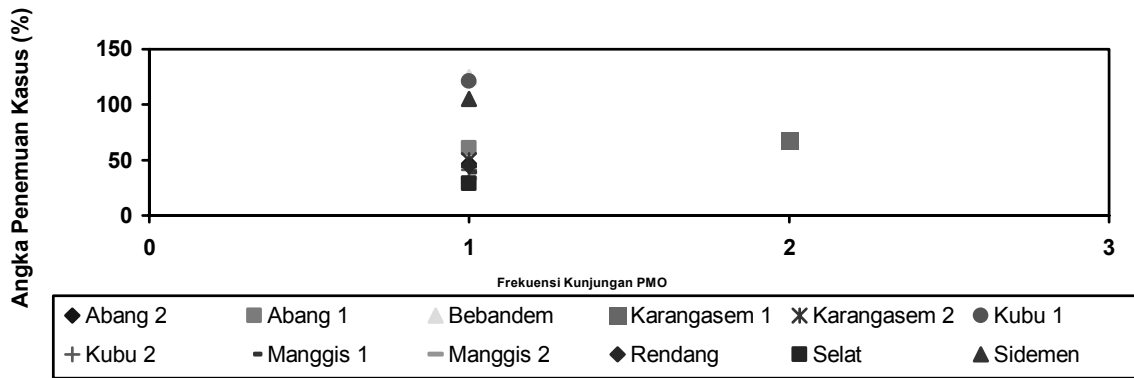 Angka Penemuan Kasus (%)
150
100
50
0
0 1 2 3
Frekuensi Kunjungan PMO
Abang 2 Abang 1 Bebandem Karangasem 1 Karangasem 2 Kubu 1
Kubu 2 Manggis 1 Manggis 2 Rendang Selat Sidemen